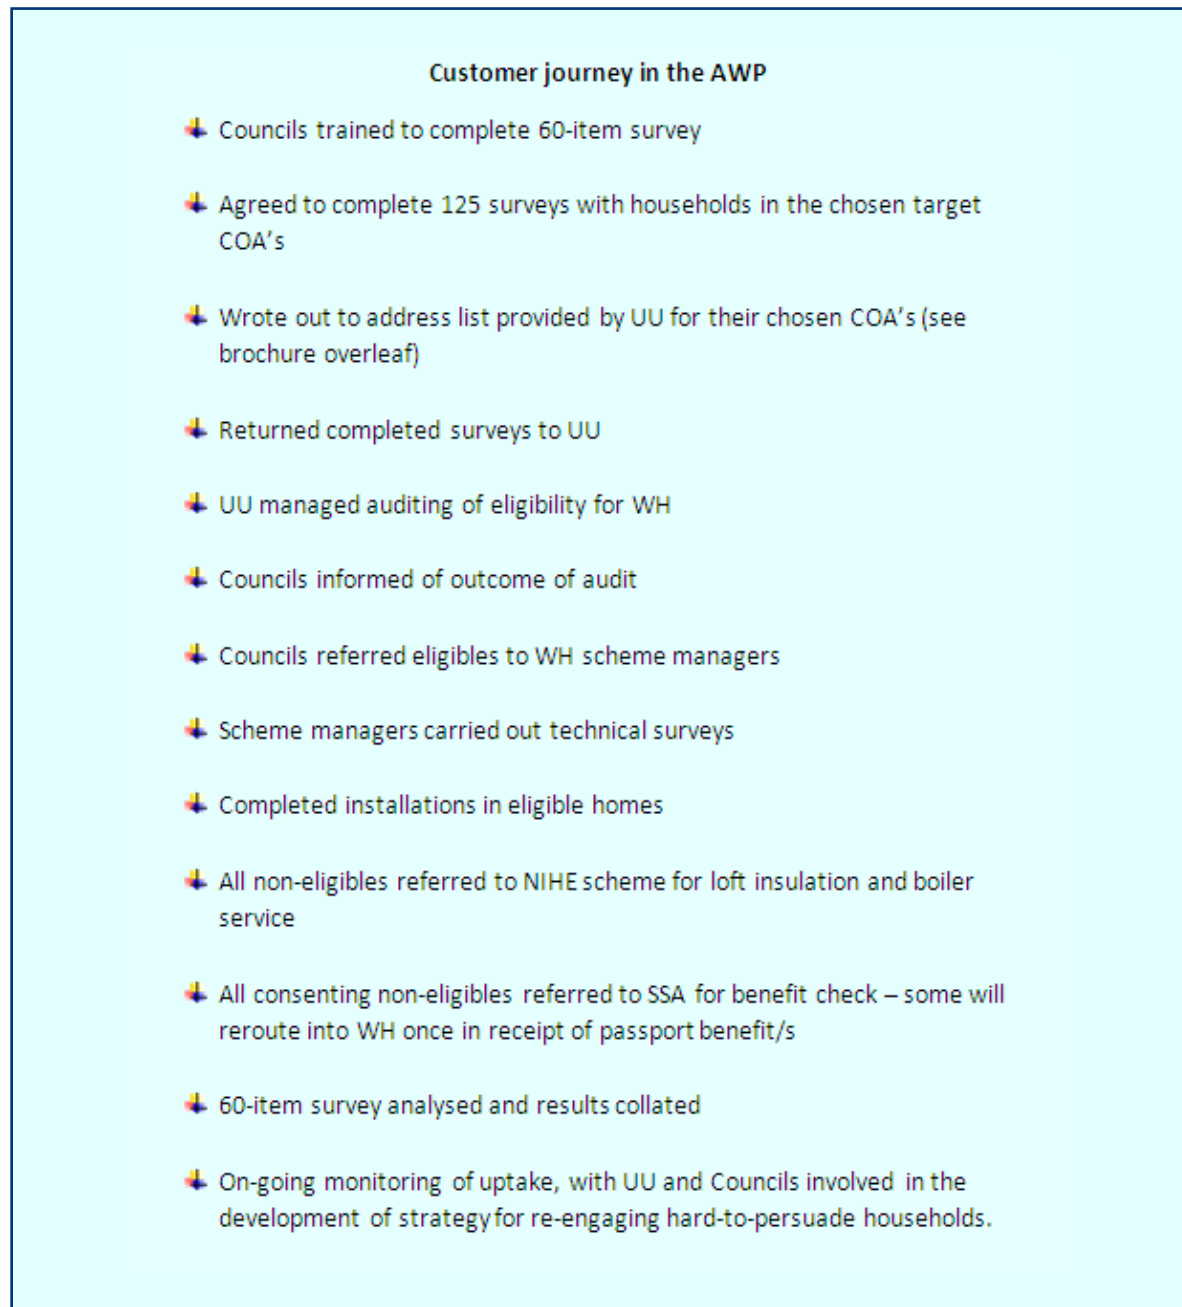 Customer journey in the AWP
Councils trained to complete 60-item survey
Agreed to complete 125 surveys with households in the chosen target
COA's
Wrote out to address list provided by UU for their chosen COA's (see
brochure overleaf)
Returned completed surveys to UU
UU managed auditing of eligibility for WH
Councils informed of outcome of audit
Councils referred eligibles to WH scheme managers
Scheme managers carried out technical surveys
Completed installations in eligible homes
All non-eligibles referred to NIHE scheme for loft insulation and boiler
service
All consenting non-eligibles referred to SSA for benefit check – some will
reroute into WH once in receipt of passport benefit/s
60-item survey analysed and results collated
On-going monitoring of uptake, with UU and Councils involved in the
development of strategy for re-engaging hard-to-persuade households.